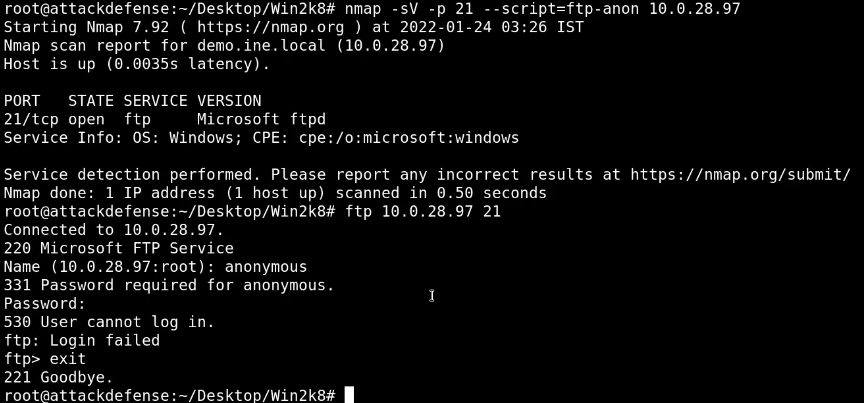 root@attackdefense:~/Desktop/Win2k8# nmap -sV -p 21 --script=ftp-anon 10.0.28.97
Starting Nmap 7.92 ( https://nmap.org ) at 2022-01-24 03:26 IST
Nmap scan report for demo.ine.local (10.0.28.97)
Host is up (0.0035s latency).
PORT   STATE SERVICE VERSION
21/tcp open  ftp     Microsoft ftpd
Service Info: OS: Windows; CPE: cpe:/o:microsoft:windows
Service detection performed. Please report any incorrect results at https://nmap.org/submit/
Nmap done: 1 IP address (1 host up) scanned in 0.50 seconds
root@attackdefense:~/Desktop/Win2k8# ftp 10.0.28.97 21
Connected to 10.0.28.97.
220 Microsoft FTP Service
Name (10.0.28.97:root): anonymous
331 Password required for anonymous.
Password:
530 User cannot log in.
ftp: Login failed
ftp> exit
221 Goodbye.
root@attackdefense:~/Desktop/Win2k8#